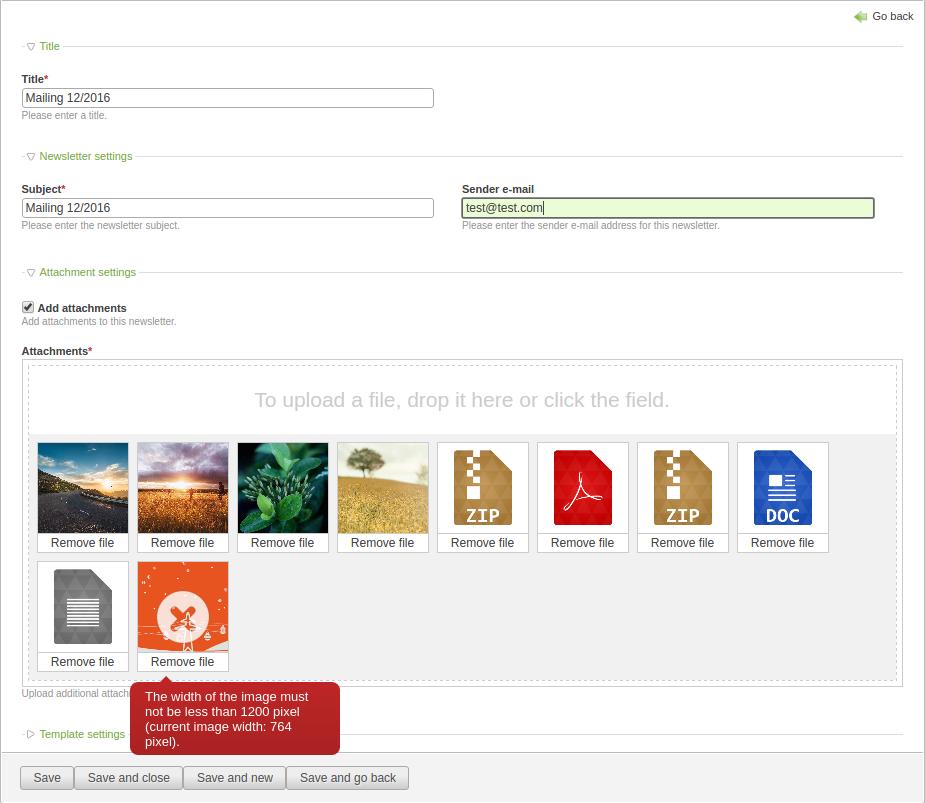 Go back
Title
Title*
Mailing 12/2016
Please enter a title.
Newsletter settings
Subject* Sender e-mail
Mailing 12/2016 test@test.com
Please enter the newsletter subject. Please enter the sender e-mail address for this newsletter.
Attachment settings
Add attachments
Add attachments to this newsletter.
Attachments*
To upload a file, drop it here or click the field.
ZIP ZIP DOC
Remove file Remove file Remove file Remove file Remove file Remove file Remove file Remove file
Remove file Remove file
Upload additional
The width of the image must
not be less than 1200 pixel
(current image width: 764
pixel).
Template settings
Save Save and close Save and new Save and go back